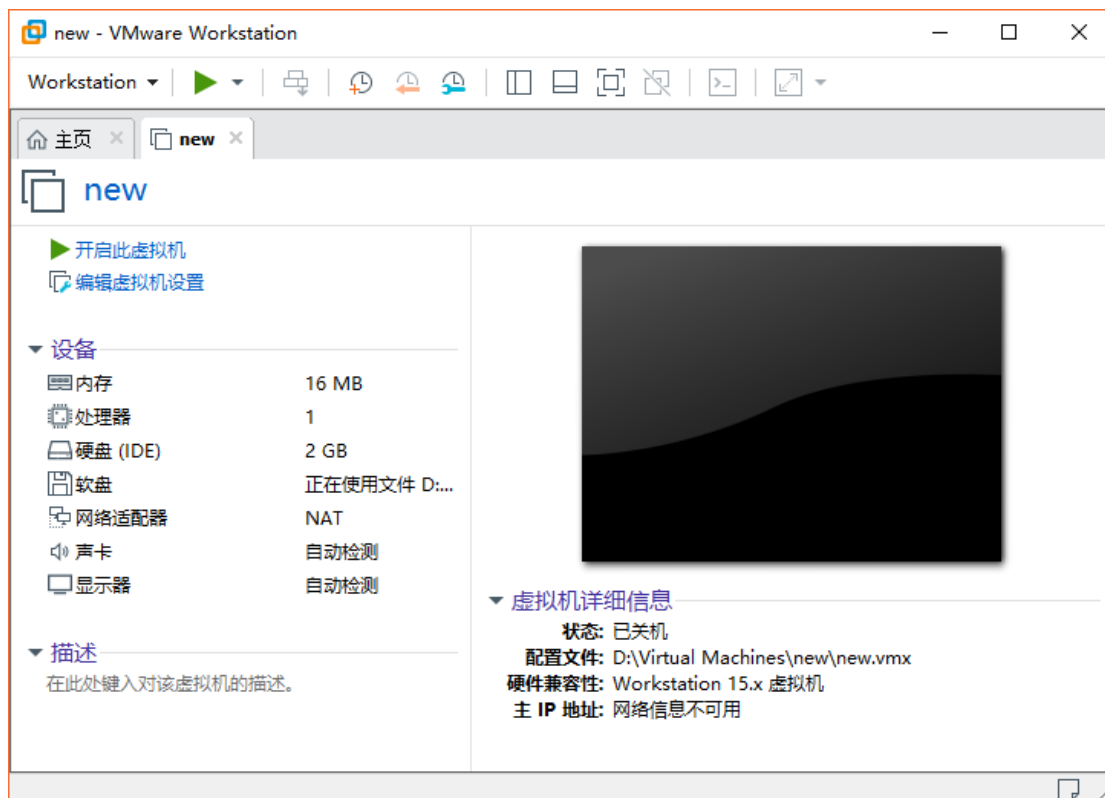 new - VMware Workstation
Workstation
主页
new
new
开启此虚拟机
编辑虚拟机设置
设备
内存 16 MB
处理器 1
硬盘 (IDE) 2 GB
软盘 正在使用文件 D:...
网络适配器 NAT
声卡 自动检测
显示器 自动检测
描述
在此处键入对该虚拟机的描述。
虚拟机详细信息
状态: 已关机
配置文件: D:\Virtual Machines\new\new.vmx
硬件兼容性: Workstation 15.x 虚拟机
主 IP 地址: 网络信息不可用